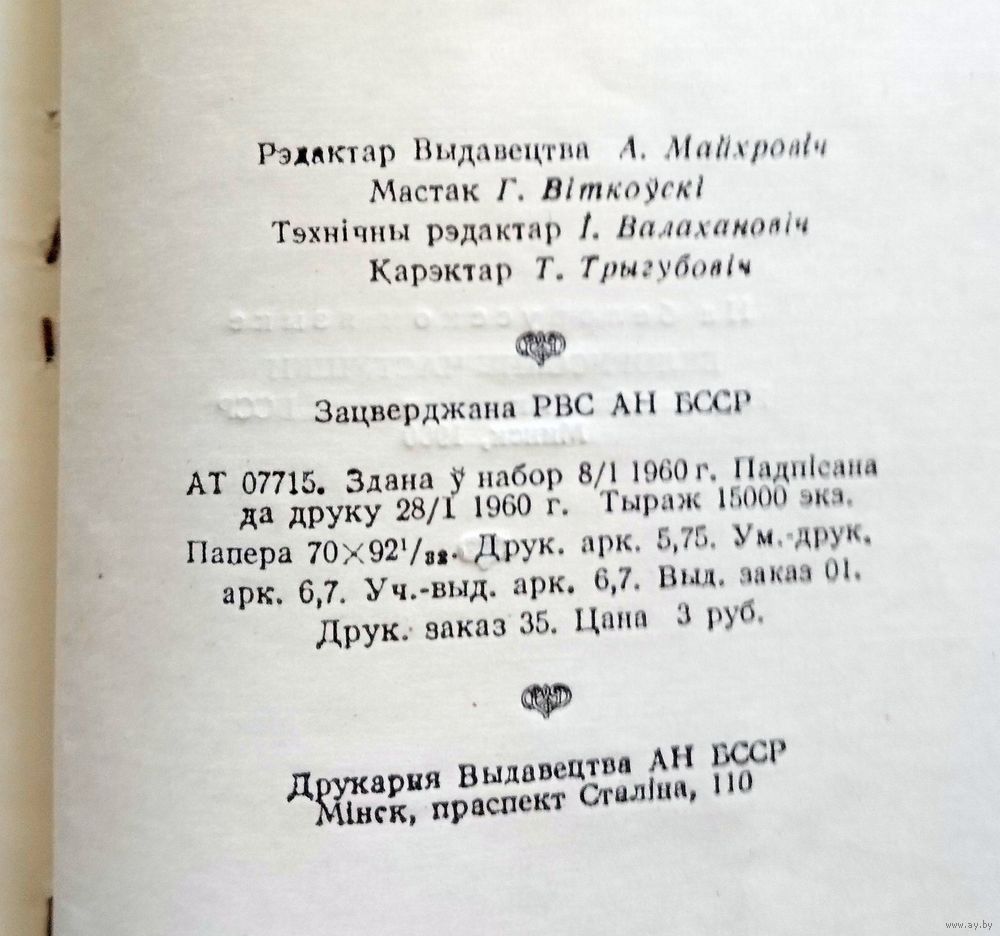 Рэдактар Выдавецтва А. Майхровіч
Мастак Г. Віткоўскі
Тэхнічны рэдактар І. Валахановіч
Карэктар Т. Трыгубовіч
Зацверджана РВС АН БССР
АТ 07715. Здана ў набор 8/I 1960 г. Падпісана
да друку 28/I 1960 г. Тыраж 15000 экз.
Папера 70×92¹/₃₂. Друк. арк. 5,75. Ум.-друк.
арк. 6,7. Уч.-выд. арк. 6,7. Выд. заказ 01.
Друк. заказ 35. Цана 3 руб.
Друкарня Выдавецтва АН БССР
Мінск, праспект Сталіна, 110
www.ay.by